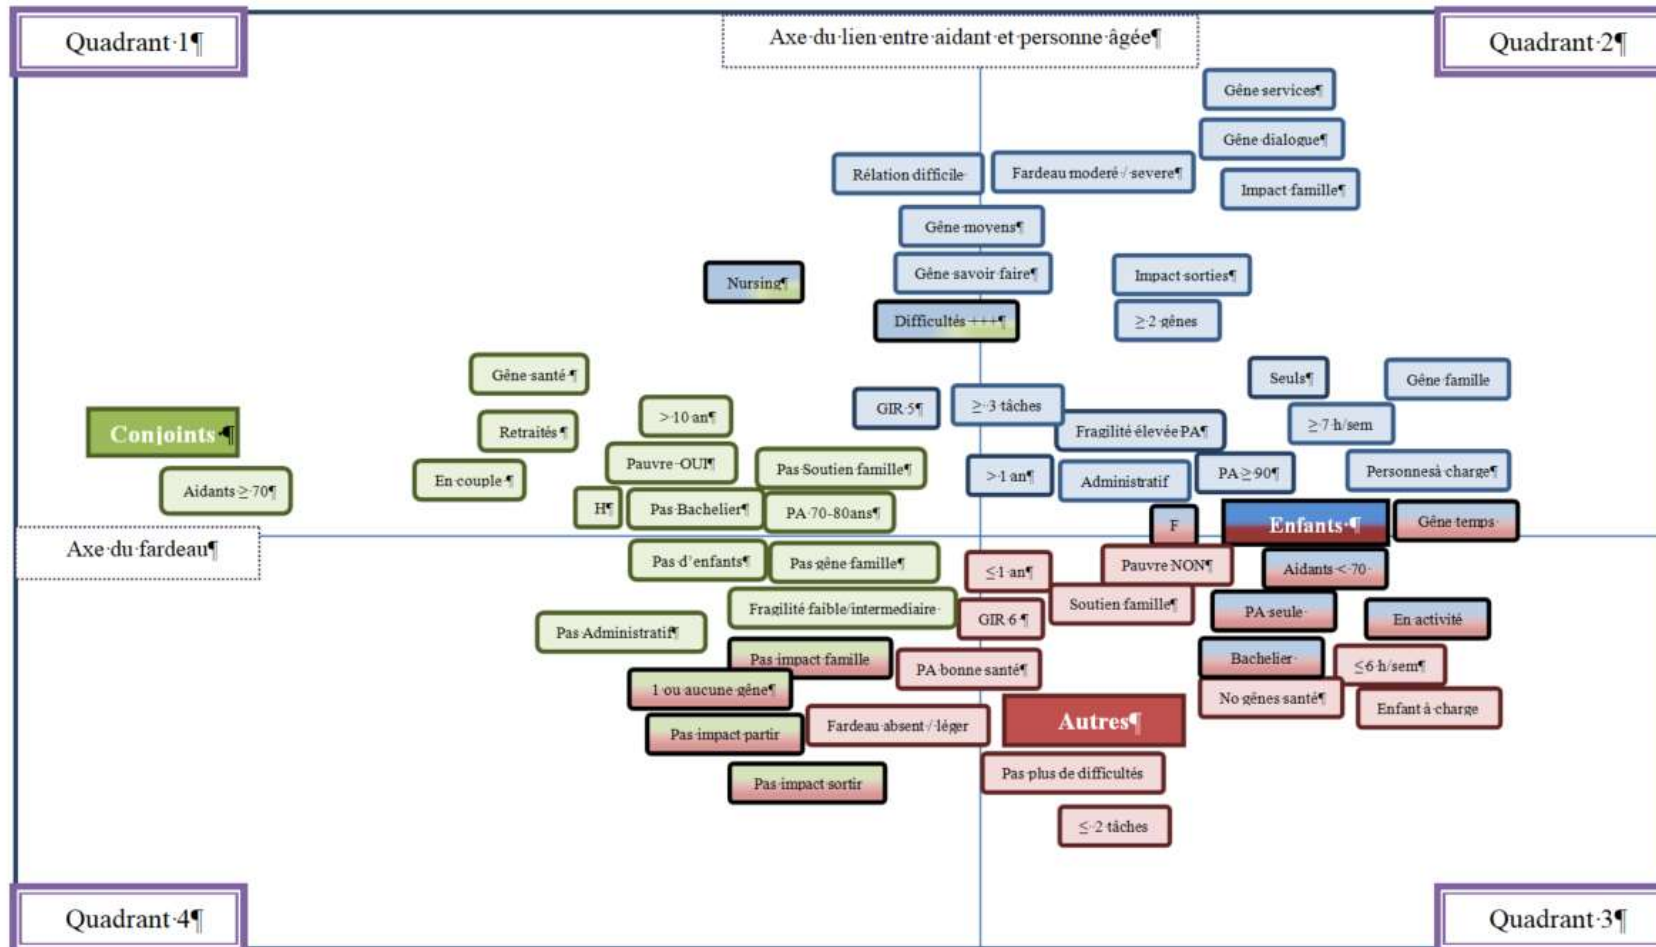 Quadrant·1¶
Axe·du·lien·entre·aidant·et·personne·âgée¶
Quadrant·2¶
Gêne·services¶
Gêne·dialogue¶
Rélation·difficile·
Fardeau·moderé·/·severe¶
Impact·famille¶
Gêne·moyens¶
Nursing¶
Gêne·savoir·faire¶
Impact·sorties¶
Difficultés·+++¶
≥·2·gênes
Gêne·santé·¶
Seuls¶
Gêne·famille
Conjoints·¶
>·10·an¶
GIR·5¶
≥··3·tâches
Retraités·¶
Fragilité·élevée·PA¶
≥·7·h/sem
Pauvre·OUI¶
Pas·Soutien·famille¶
Aidants·≥·70¶
En·couple·¶
>·1·an¶
Administratif
PA·≥·90¶
Personnesà·charge¶
H¶
Pas·Bachelier¶
PA·70-80ans¶
F
Enfants·¶
Gêne·temps·
Axe·du·fardeau¶
Pas·d’enfants¶
Pas·gêne·famille¶
≤·1·an¶
Pauvre·NON¶
Aidants·<·70·
Fragilité·faible/intermediaire·
GIR·6·¶
Soutien·famille¶
PA·seule·
En·activité
Pas·Administratif¶
Pas·impact·famille
PA·bonne·santé¶
Bachelier·
≤·6·h/sem¶
1·ou·aucune·gêne¶
No·gênes·santé¶
Enfant·à·charge
Pas·impact·partir
Fardeau·absent·/·léger
Autres¶
Pas·impact·sortir
Pas·plus·de·difficultés
≤··2·tâches
Quadrant·4¶
Quadrant·3¶